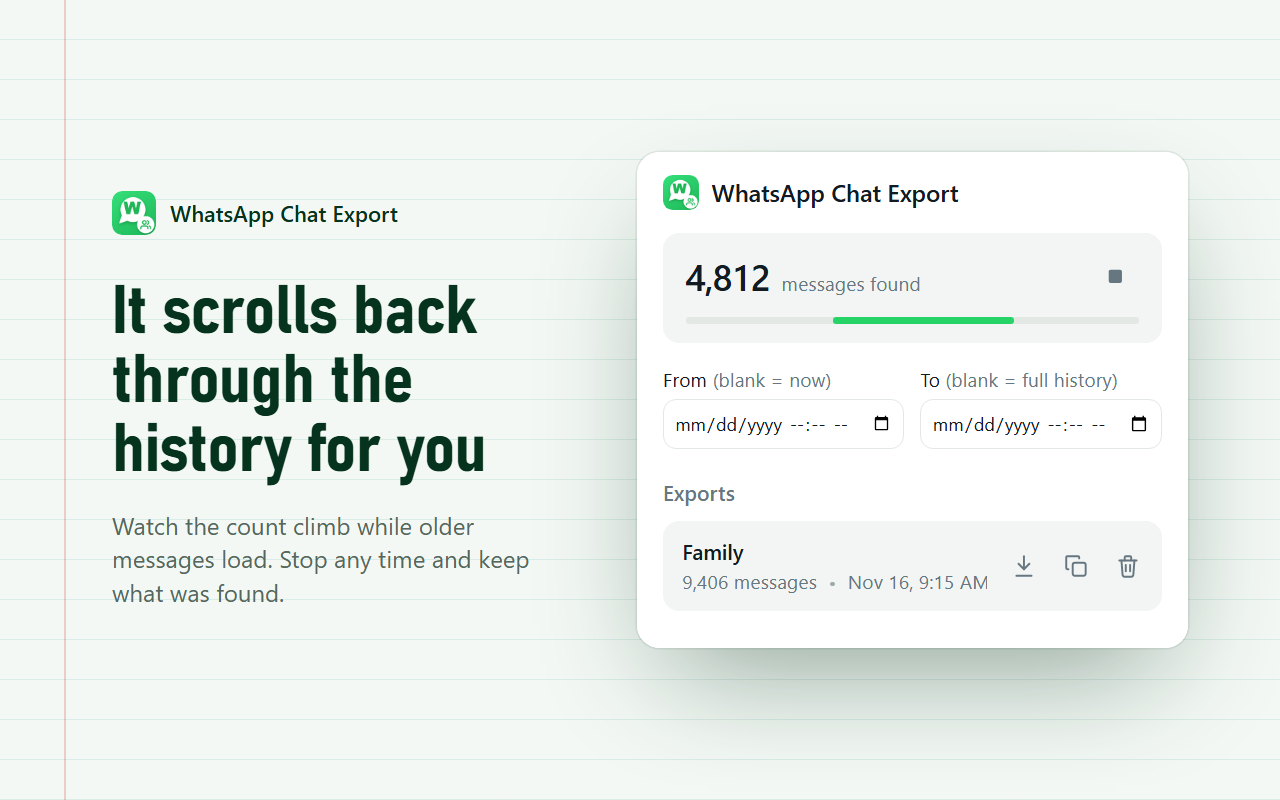 WhatsApp Chat Export
It scrolls back
through the
history for you
Watch the count climb while older
messages load. Stop any time and keep
what was found.
WhatsApp Chat Export
4,812 messages found
From (blank = now)
To (blank = full history)
mm/dd/yyyy --:-- --
mm/dd/yyyy --:-- --
Exports
Family
9,406 messages • Nov 16, 9:15 AM